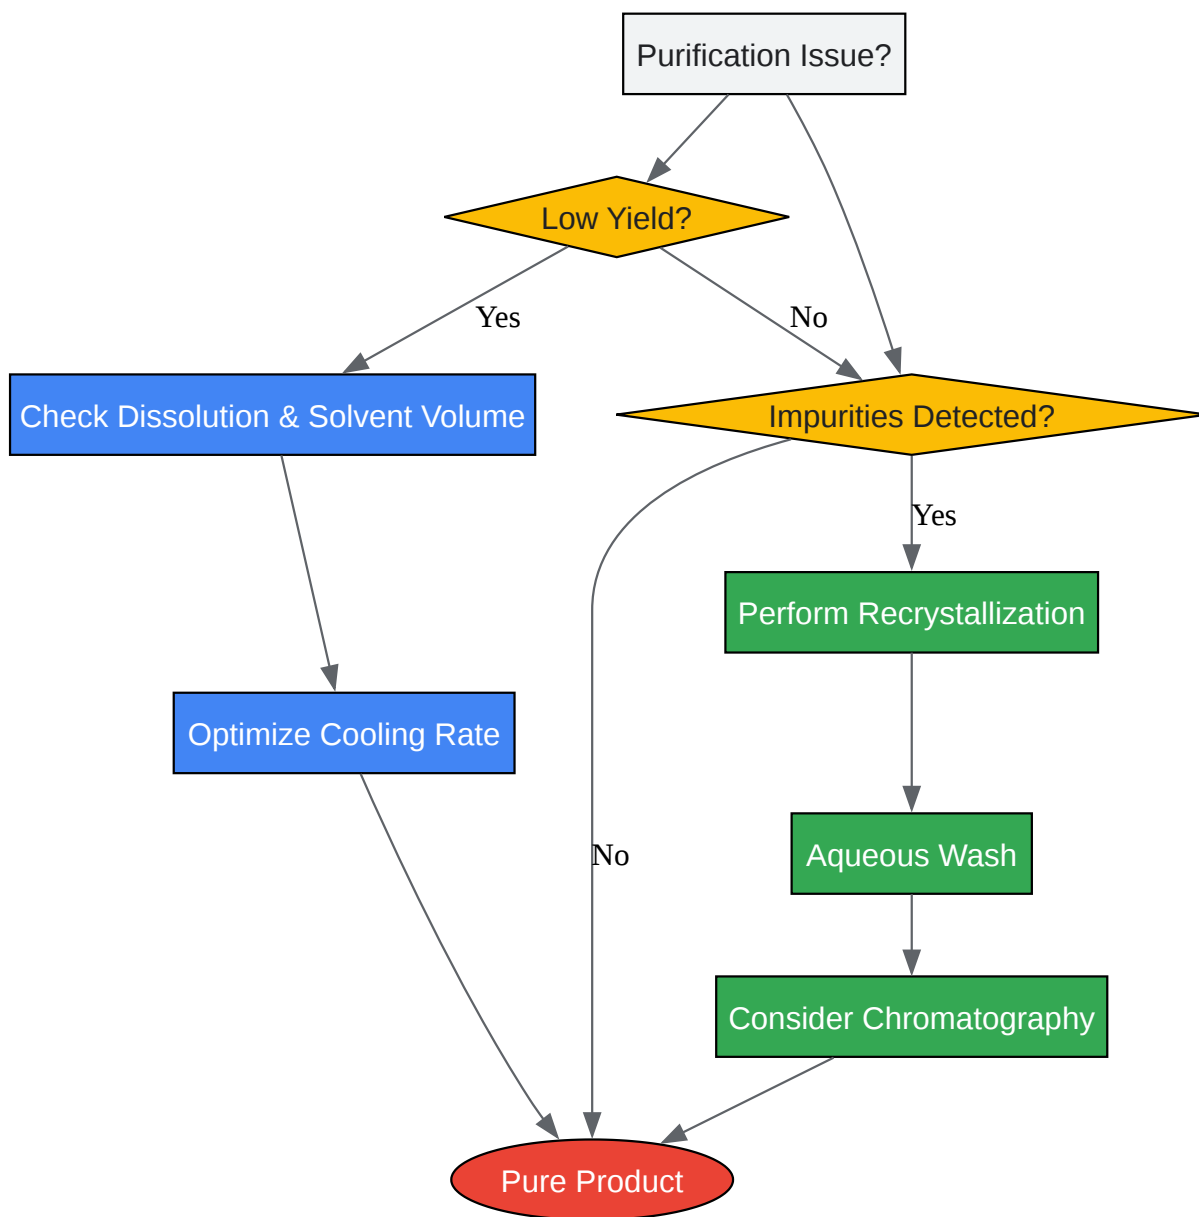 Purification Issue?
Low Yield?
Yes
No
Check Dissolution & Solvent Volume
Impurities Detected?
Yes
Perform Recrystallization
Optimize Cooling Rate
No
Aqueous Wash
Consider Chromatography
Pure Product